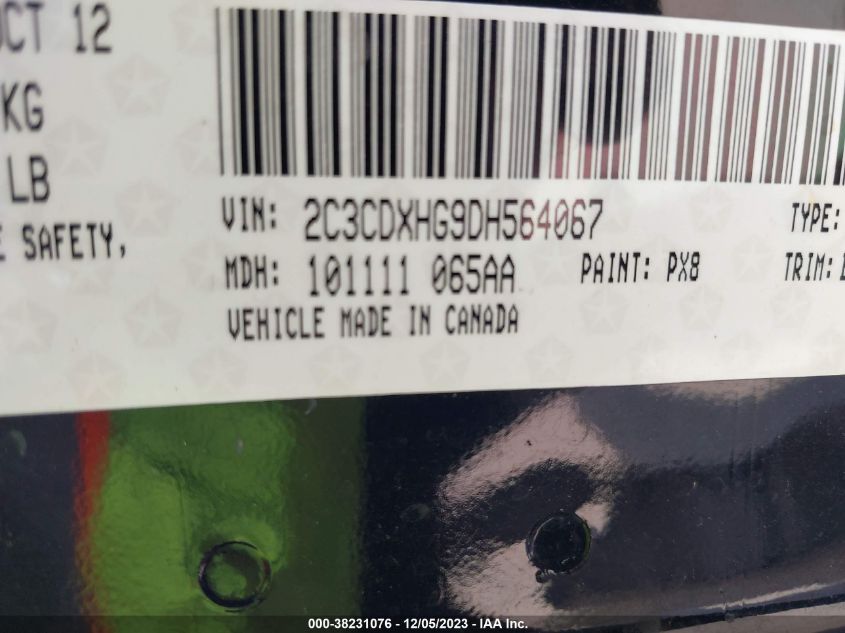 OCT 12
KG
LB
E SAFETY,
VIN: 2C3CDXHG9DH564067 TYPE:
MDH: 101111 065AA PAINT: PX8 TRIM:
VEHICLE MADE IN CANADA
000-38231076 - 12/05/2023 - IAA Inc.